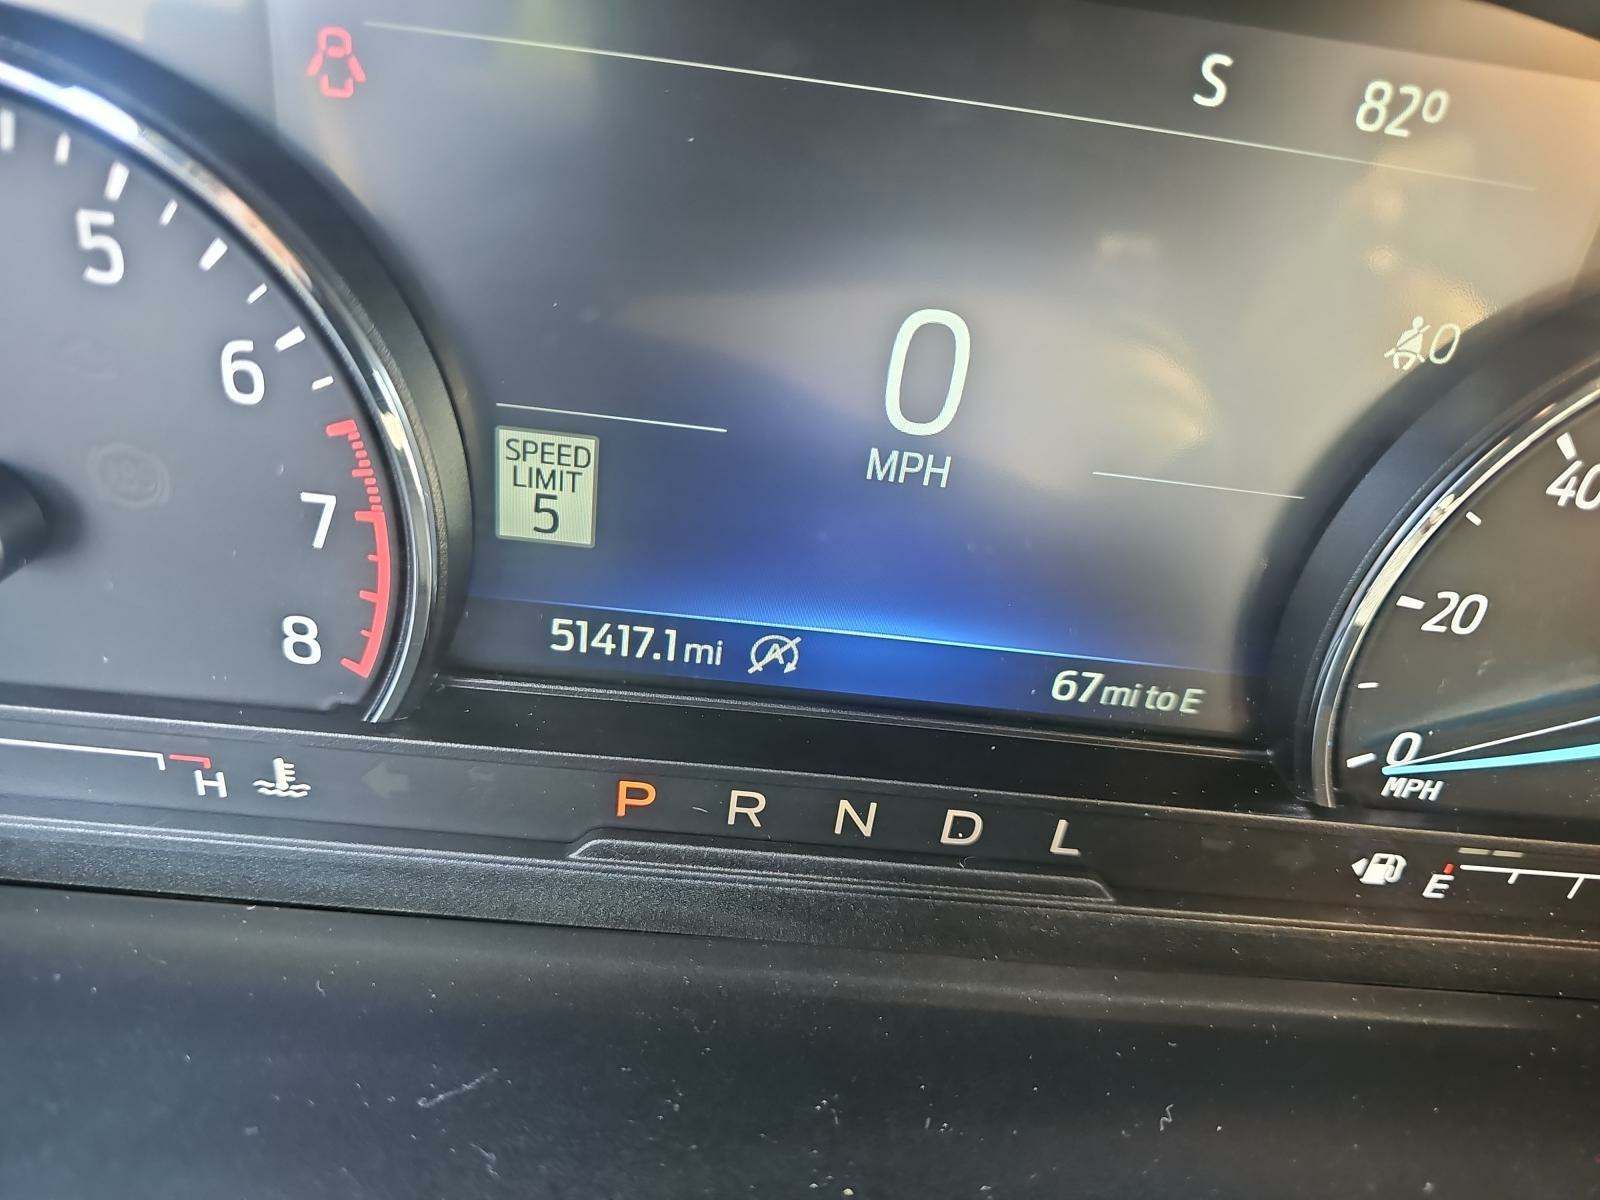 S 82°
5
6
7
8
0
MPH
0
SPEED
LIMIT
5
51417.1 mi
67 mi to E
40
20
0
MPH
H
P R N D L
E